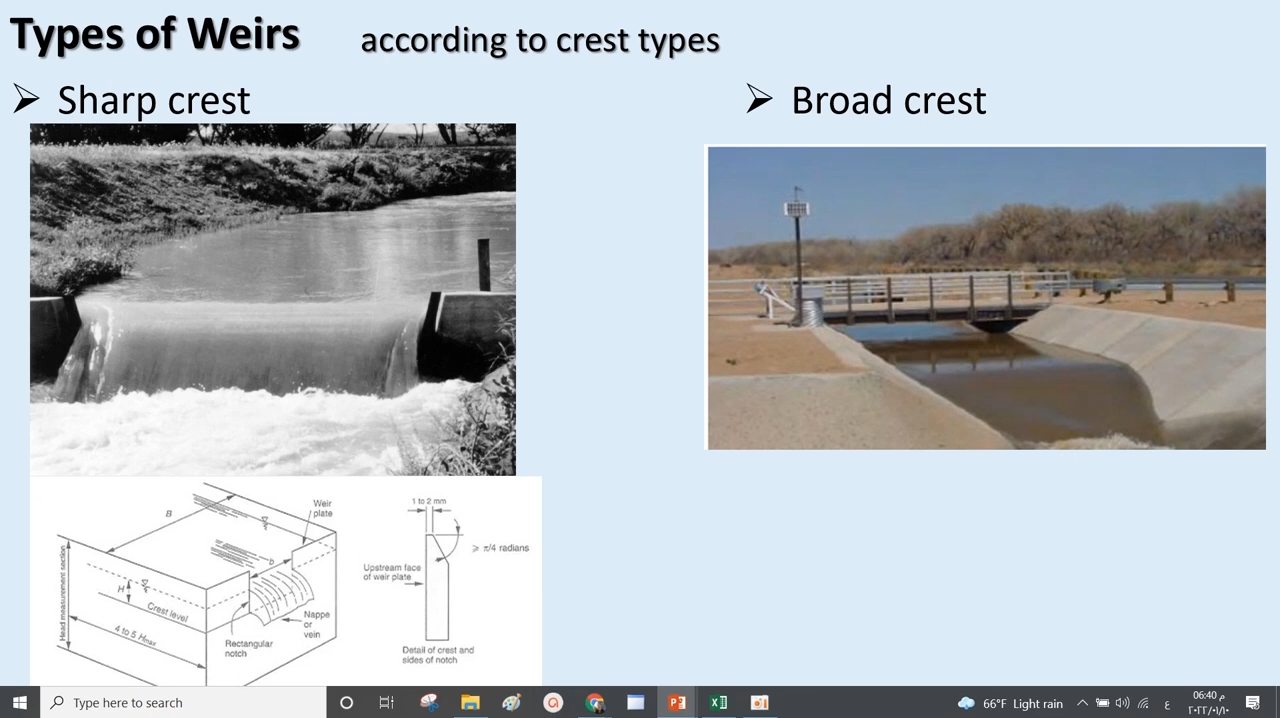 Types of Weirs
according to crest types
➢ Sharp crest
➢ Broad crest
B
Weir
plate
D
H
Crest level
Head measurement section
4 to 5 Hmax
Rectangular
notch
Nappe
or
vein
1 to 2 mm
⩾ π/4 radians
Upstream face
of weir plate
Detail of crest and
sides of notch
Type here to search
66°F Light rain
ع
06:40 م